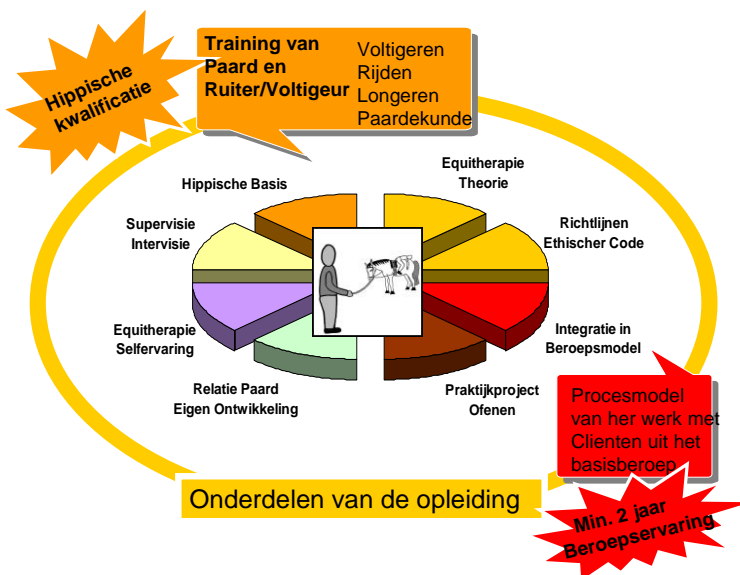 Hippische
kwalificatie
Training van
Paard en
Ruiter/Voltigeur
Voltigeren
Rijden
Longeren
Paardekunde
Hippische Basis
Equitherapie
Theorie
Supervisie
Intervisie
Richtlijnen
Ethischer Code
Equitherapie
Selfervaring
Integratie in
Beroepsmodel
Relatie Paard
Eigen Ontwikkeling
Praktijkproject
Ofenen
Procesmodel
van her werk met
Clienten uit het
basisberoep
Onderdelen van de opleiding
Min. 2 jaar
Beroepservaring